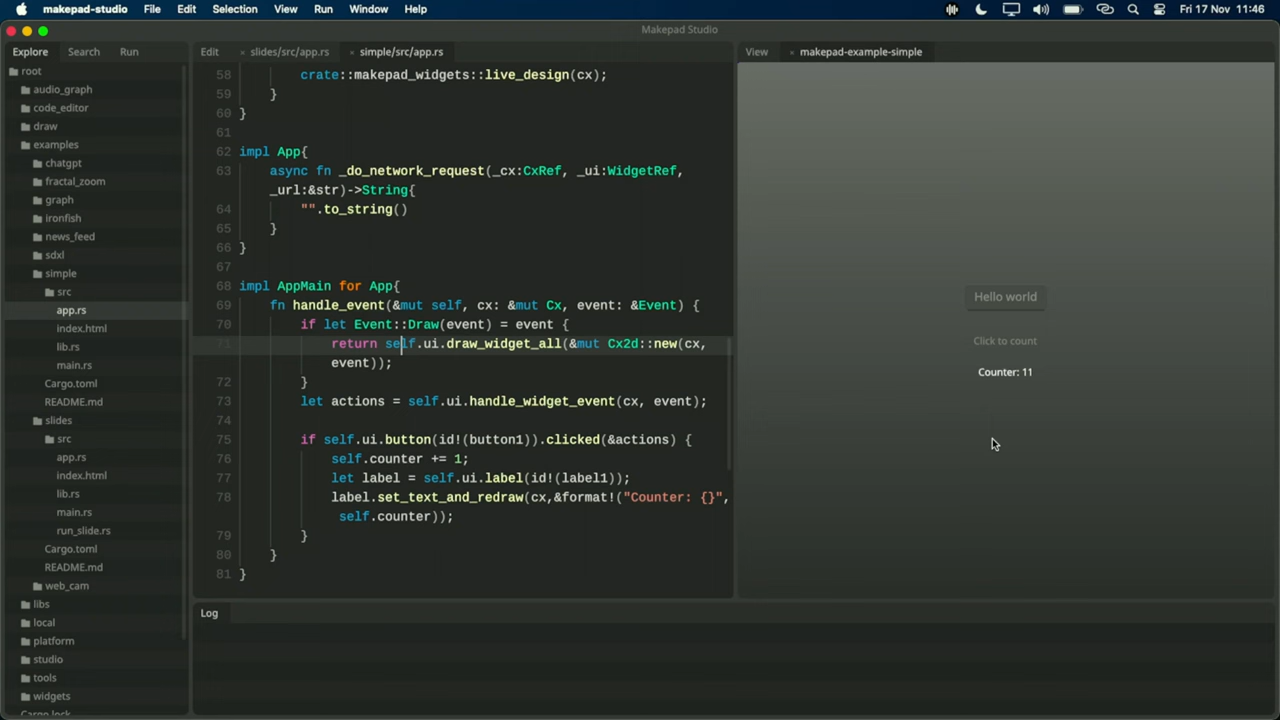 makepad-studio File Edit Selection View Run Window Help Fri 17 Nov 11:46
Makepad Studio
Explore Search Run
root
audio_graph
code_editor
draw
examples
chatgpt
fractal_zoom
graph
ironfish
news_feed
sdxl
simple
src
app.rs
index.html
lib.rs
main.rs
Cargo.toml
README.md
slides
src
app.rs
index.html
lib.rs
main.rs
run_slide.rs
Cargo.toml
README.md
web_cam
libs
local
platform
studio
tools
widgets
Cargo.lock
Edit × slides/src/app.rs × simple/src/app.rs
58 crate::makepad_widgets::live_design(cx);
59 }
60 }
61
62 impl App{
63 async fn _do_network_request(_cx:CxRef, _ui:WidgetRef,
_url:&str)->String{
64 "".to_string()
65 }
66 }
67
68 impl AppMain for App{
69 fn handle_event(&mut self, cx: &mut Cx, event: &Event) {
70 if let Event::Draw(event) = event {
71 return self.ui.draw_widget_all(&mut Cx2d::new(cx,
event));
72 }
73 let actions = self.ui.handle_widget_event(cx, event);
74
75 if self.ui.button(id!(button1)).clicked(&actions) {
76 self.counter += 1;
77 let label = self.ui.label(id!(label1));
78 label.set_text_and_redraw(cx,&format!("Counter: {}",
self.counter));
79 }
80 }
81 }
View × makepad-example-simple
Hello world
Click to count
Counter: 11
Log